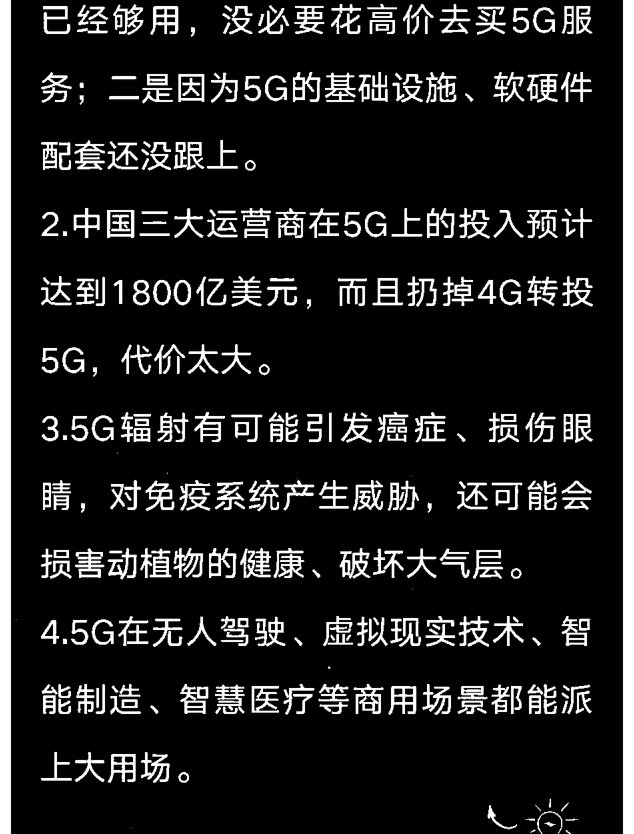 已经够用，没必要花高价去买5G服
务；二是因为5G的基础设施、软硬件
配套还没跟上。
2.中国三大运营商在5G上的投入预计
达到1800亿美元，而且扔掉4G转投
5G，代价太大。
3.5G辐射有可能引发癌症、损伤眼
睛，对免疫系统产生威胁，还可能会
损害动植物的健康、破坏大气层。
4.5G在无人驾驶、虚拟现实技术、智
能制造、智慧医疗等商用场景都能派
上大用场。